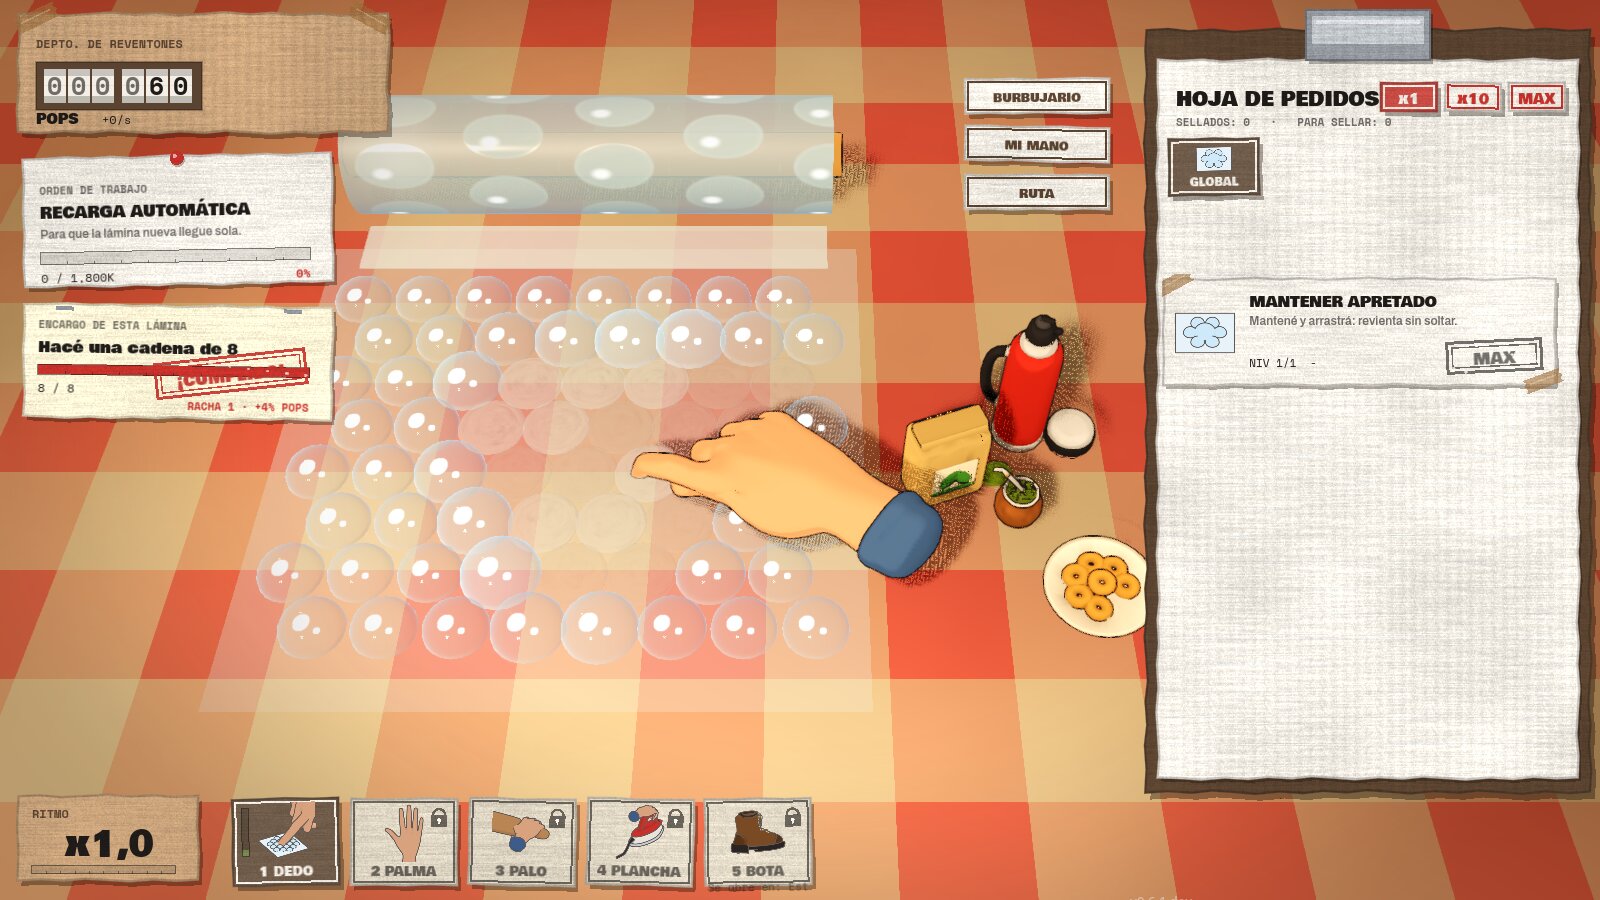 DEPTO. DE REVENTONES
000060
POPS +0/s
ORDEN DE TRABAJO
RECARGA AUTOMÁTICA
Para que la lámina nueva llegue sola.
0 / 1.800K 0%
ENCARGO DE ESTA LÁMINA
Hacé una cadena de 8
8 / 8
RACHA 1 · +4% POPS
BURBUJARIO
MI MANO
RUTA
HOJA DE PEDIDOS x1 x10 MAX
SELLADOS: 0 · PARA SELLAR: 0
GLOBAL
MANTENER APRETADO
Mantené y arrastrá: revienta sin soltar.
NIV 1/1 - MAX
RITMO
x1,0
1 DEDO
2 PALMA
3 PALO
4 PLANCHA
5 BOTA
Se abre en: Est.